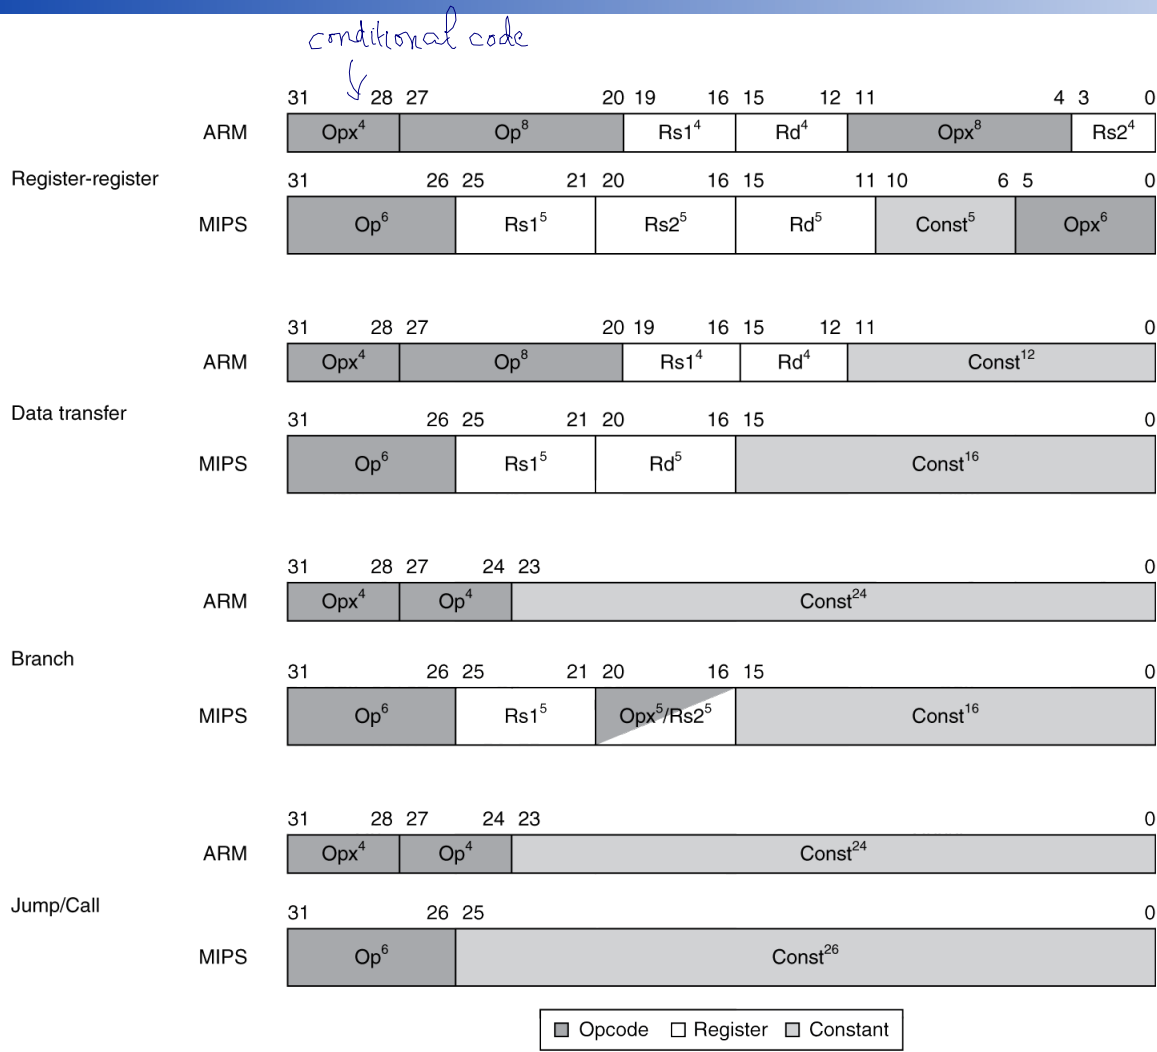 conditional code
31 28 27 20 19 16 15 12 11 4 3 0
ARM Opx⁴ Op⁸ Rs1⁴ Rd⁴ Opx⁸ Rs2⁴
Register-register
31 26 25 21 20 16 15 11 10 6 5 0
MIPS Op⁶ Rs1⁵ Rs2⁵ Rd⁵ Const⁵ Opx⁶
31 28 27 20 19 16 15 12 11 0
ARM Opx⁴ Op⁸ Rs1⁴ Rd⁴ Const¹²
Data transfer
31 26 25 21 20 16 15 0
MIPS Op⁶ Rs1⁵ Rd⁵ Const¹⁶
31 28 27 24 23 0
ARM Opx⁴ Op⁴ Const²⁴
Branch
31 26 25 21 20 16 15 0
MIPS Op⁶ Rs1⁵ Opx⁵/Rs2⁵ Const¹⁶
31 28 27 24 23 0
ARM Opx⁴ Op⁴ Const²⁴
Jump/Call
31 26 25 0
MIPS Op⁶ Const²⁶
Opcode Register Constant